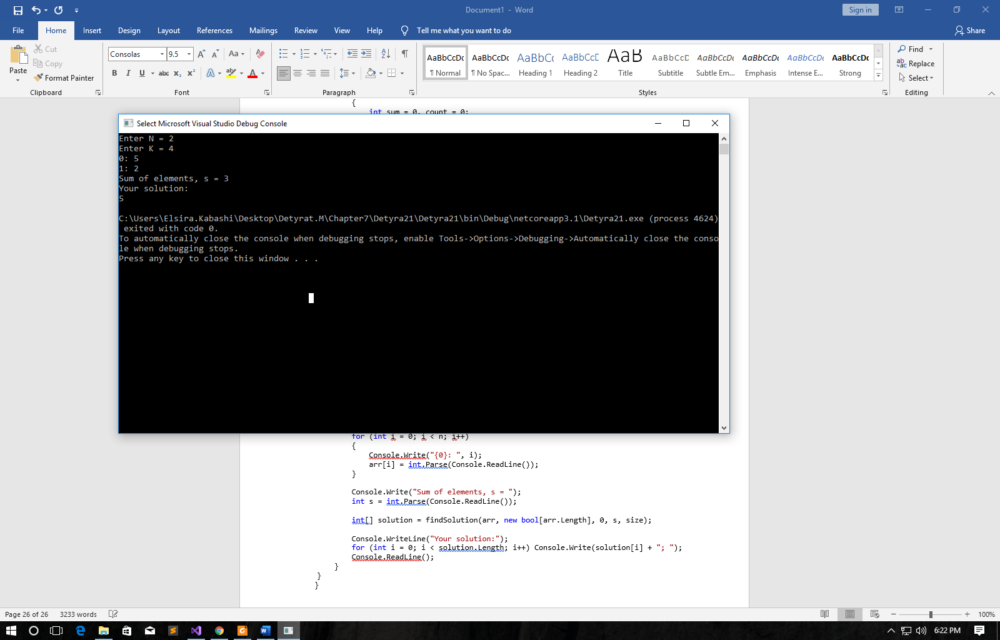 Document1 - Word
Sign in
File Home Insert Design Layout References Mailings Review View Help Tell me what you want to do Share
Paste
Cut
Copy
Format Painter
Clipboard
Consolas 9.5
Aa
B I U abc x₂ x² A ab A
Font
Paragraph
AaBbCcDc AaBbCcDc AaBbCc AaBbCcD AaB AaBbCcD AaBbCcDc AaBbCcDc AaBbCcDc AaBbCcDc
¶ Normal ¶ No Spac... Heading 1 Heading 2 Title Subtitle Subtle Em... Emphasis Intense E... Strong
Styles
Find
Replace
Select
Editing
{
int sum = 0, count = 0;
Select Microsoft Visual Studio Debug Console
Enter N = 2
Enter K = 4
0: 5
1: 2
Sum of elements, s = 3
Your solution:
5
C:\Users\Elsira.Kabashi\Desktop\Detyrat.M\Chapter7\Detyra21\Detyra21\bin\Debug\netcoreapp3.1\Detyra21.exe (process 4624)
exited with code 0.
To automatically close the console when debugging stops, enable Tools->Options->Debugging->Automatically close the conso
le when debugging stops.
Press any key to close this window . . .
for (int i = 0; i < n; i++)
{
Console.Write("{0}: ", i);
arr[i] = int.Parse(Console.ReadLine());
}
Console.Write("Sum of elements, s = ");
int s = int.Parse(Console.ReadLine());
int[] solution = findSolution(arr, new bool[arr.Length], 0, s, size);
Console.WriteLine("Your solution:");
for (int i = 0; i < solution.Length; i++) Console.Write(solution[i] + "; ");
Console.ReadLine();
}
}
}
Page 26 of 26 3233 words
100%
6:22 PM